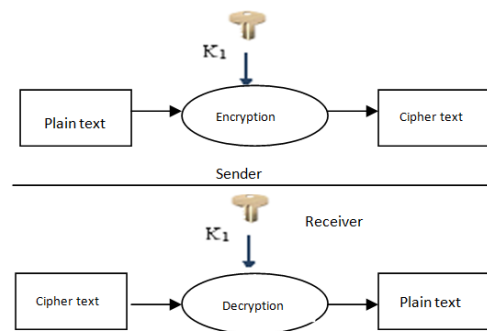 K1
Plain text
Encryption
Cipher text
Sender
K1
Receiver
Cipher text
Decryption
Plain text